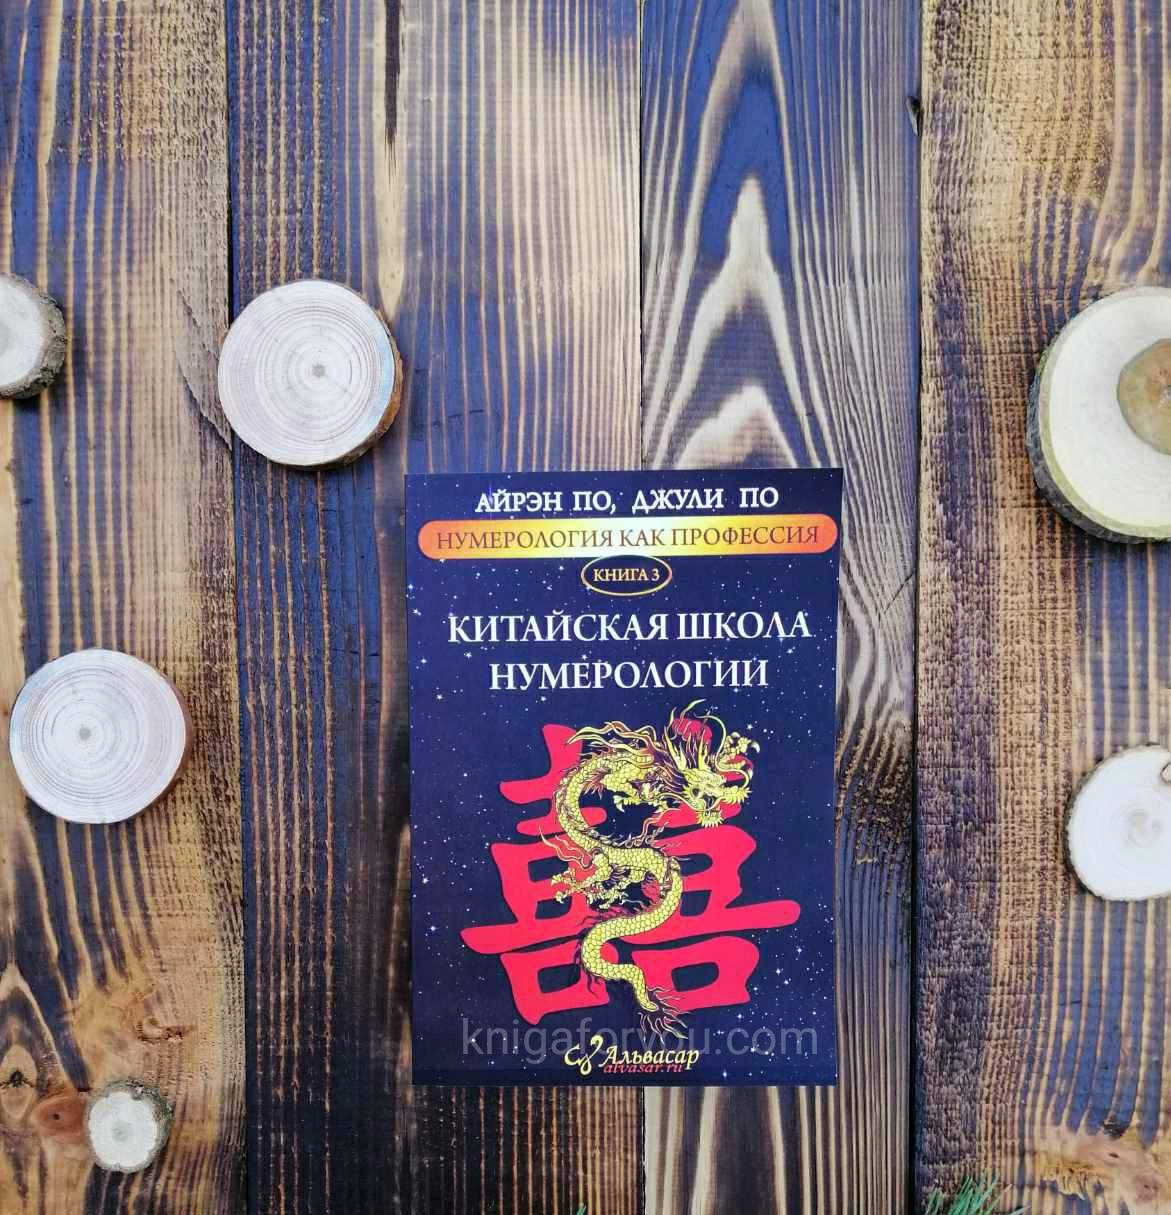 АЙРЭН ПО, ДЖУЛИ ПО
НУМЕРОЛОГИЯ КАК ПРОФЕССИЯ
КНИГА 3
КИТАЙСКАЯ ШКОЛА
НУМЕРОЛОГИИ
囍
knigaforyou.com
Альвасар
alvasar.ru